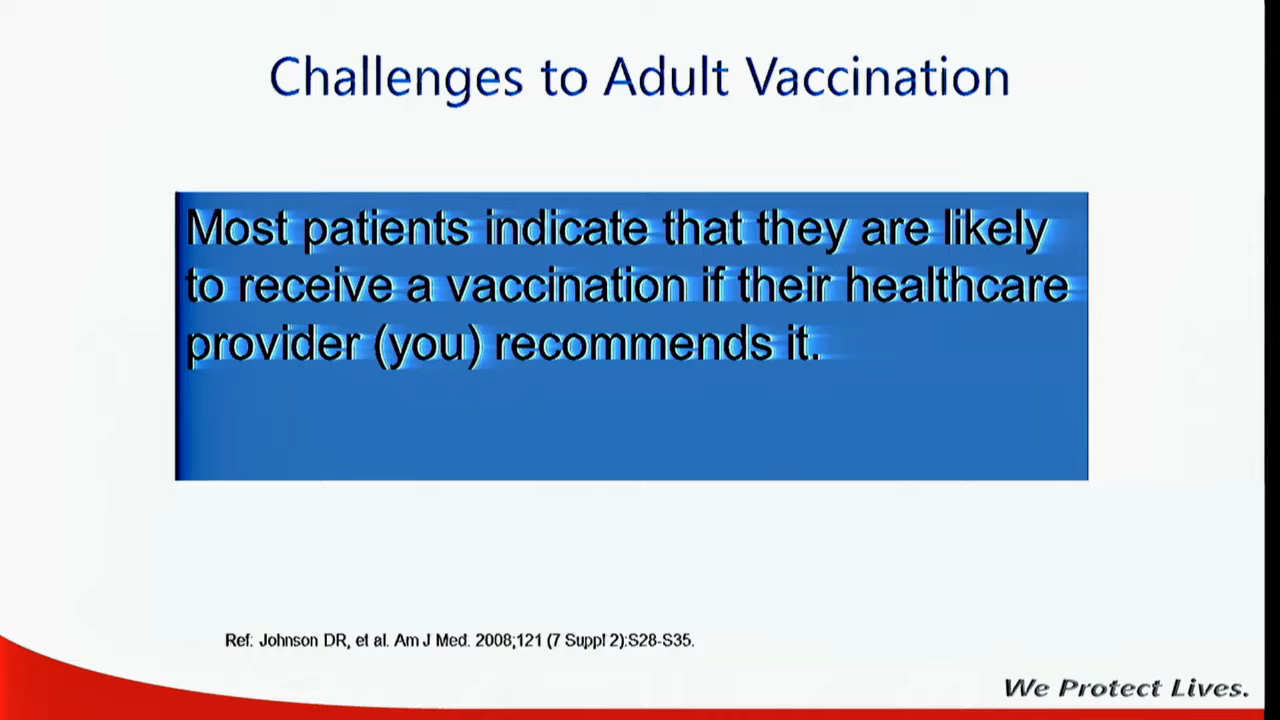 Challenges to Adult Vaccination
Most patients indicate that they are likely
to receive a vaccination if their healthcare
provider (you) recommends it.
Ref: Johnson DR, et al. Am J Med. 2008;121 (7 Suppl 2):S28-S35.
We Protect Lives.